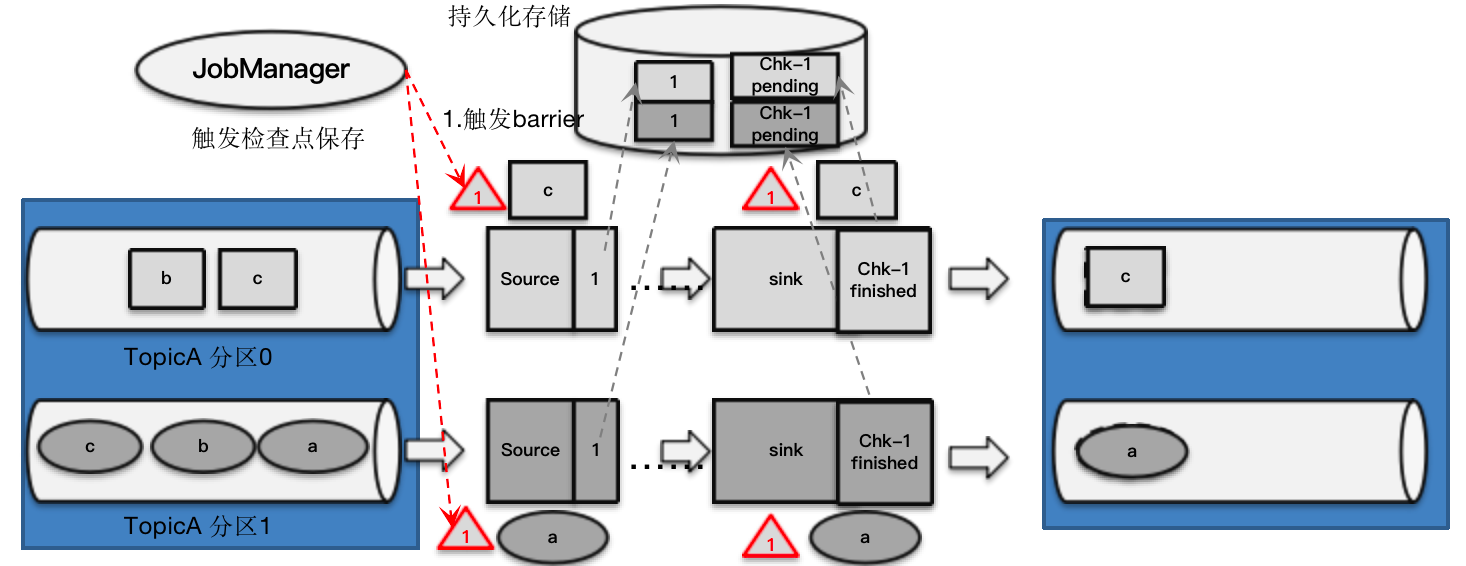 持久化存储
JobManager
触发检查点保存
1.触发barrier
1
1
Chk-1
pending
Chk-1
pending
1
c
1
c
b
c
TopicA 分区0
Source
1
......
sink
Chk-1
finished
c
c
b
a
TopicA 分区1
Source
1
......
sink
Chk-1
finished
a
1
a
1
a